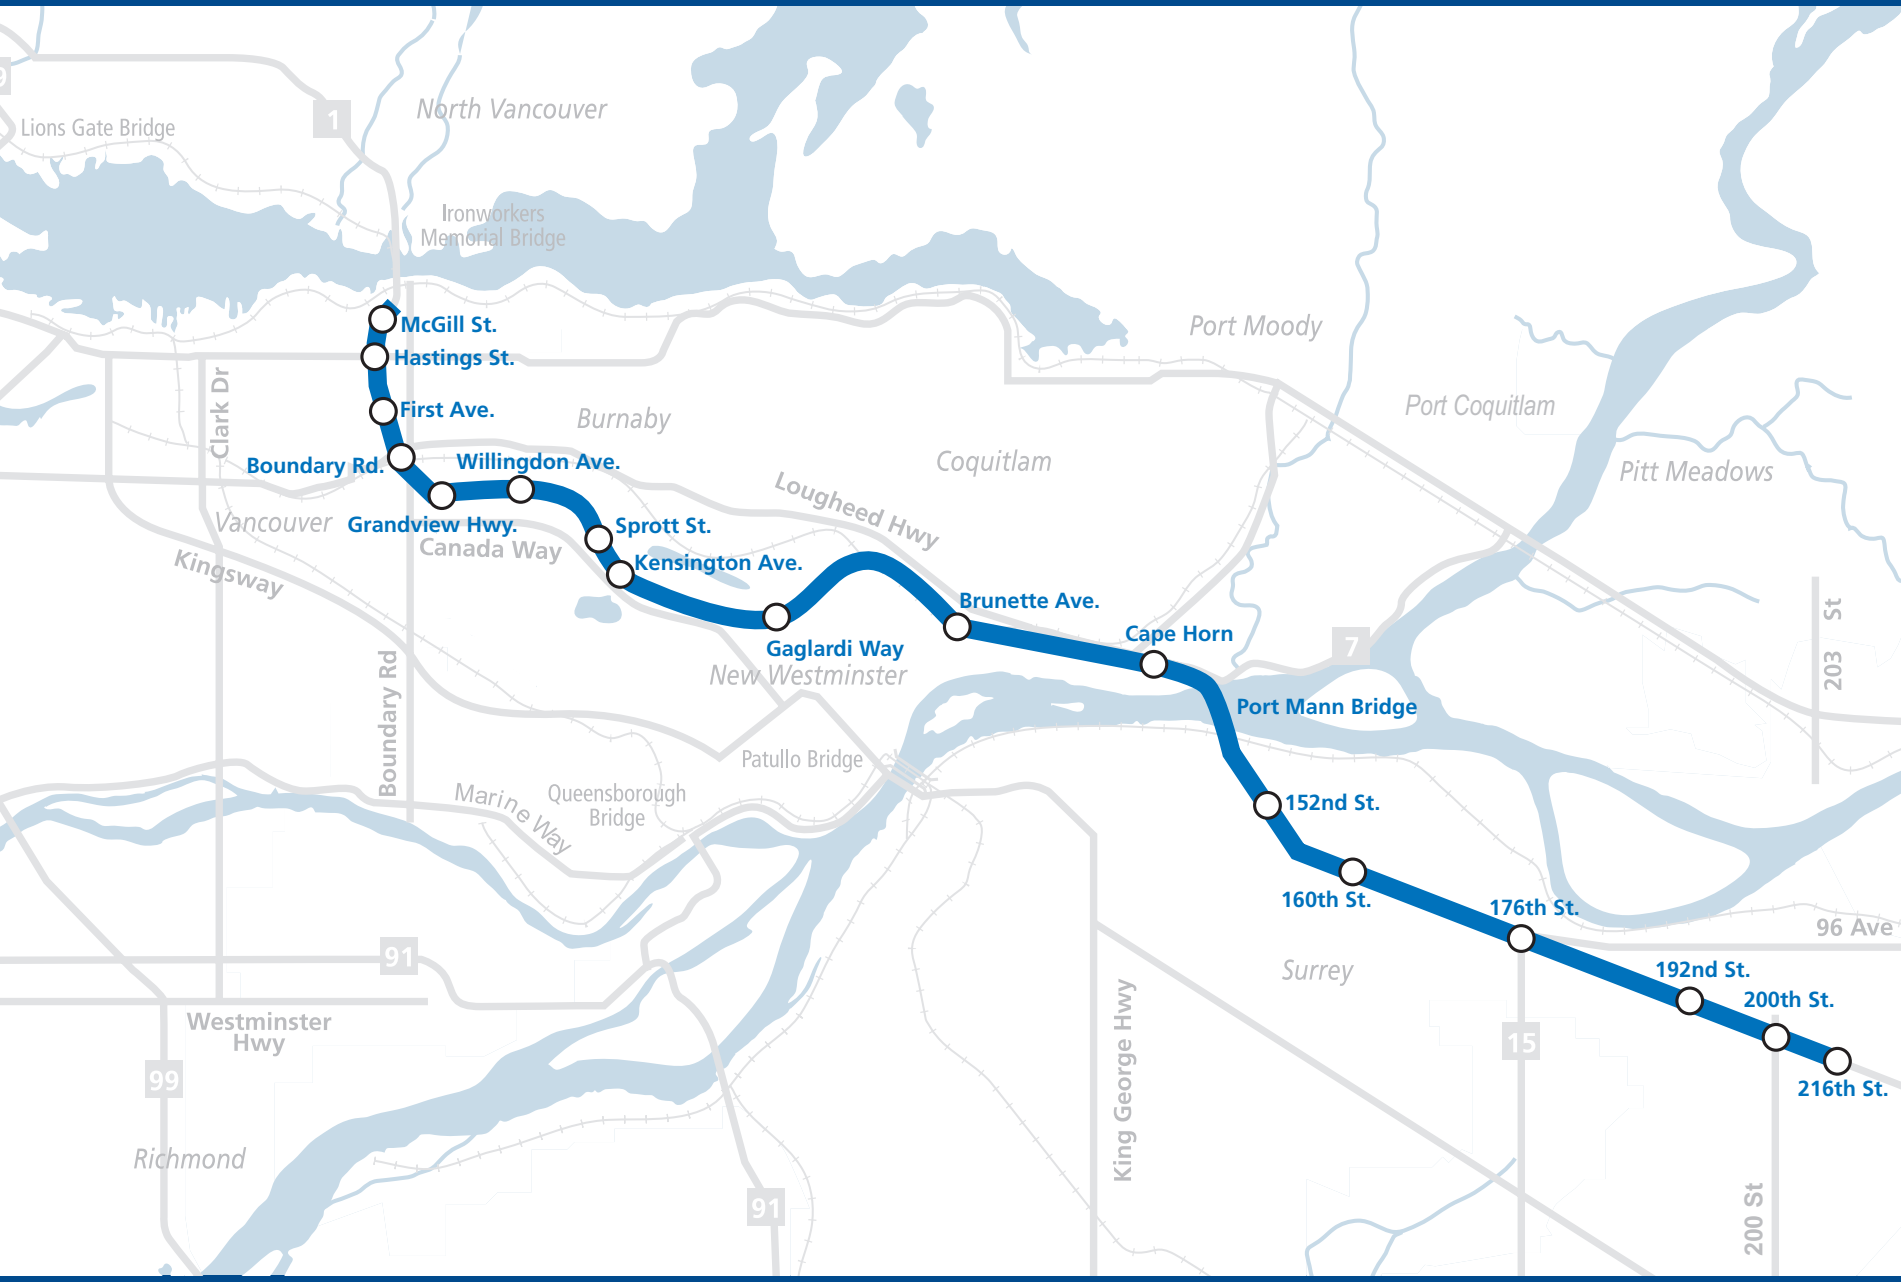 North Vancouver
1
Lions Gate Bridge
9
Ironworkers
Memorial Bridge
McGill St.
Hastings St.
Port Moody
Clark Dr
First Ave.
Burnaby
Port Coquitlam
Boundary Rd.
Willingdon Ave.
Coquitlam
Pitt Meadows
Lougheed Hwy
Vancouver
Grandview Hwy.
Sprott St.
Canada Way
Kingsway
Kensington Ave.
Brunette Ave.
203 St
Cape Horn
7
Gaglardi Way
New Westminster
Boundary Rd
Port Mann Bridge
Patullo Bridge
Marine Way
Queensborough
Bridge
152nd St.
160th St.
176th St.
96 Ave
91
Surrey
192nd St.
200th St.
Westminster
Hwy
King George Hwy
15
99
216th St.
Richmond
91
200 St